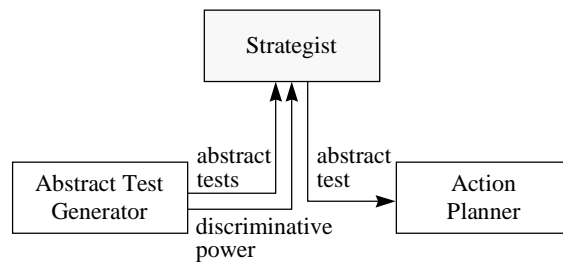 Strategist
abstract
tests
abstract
test
Abstract Test
Generator
discriminative
power
Action
Planner